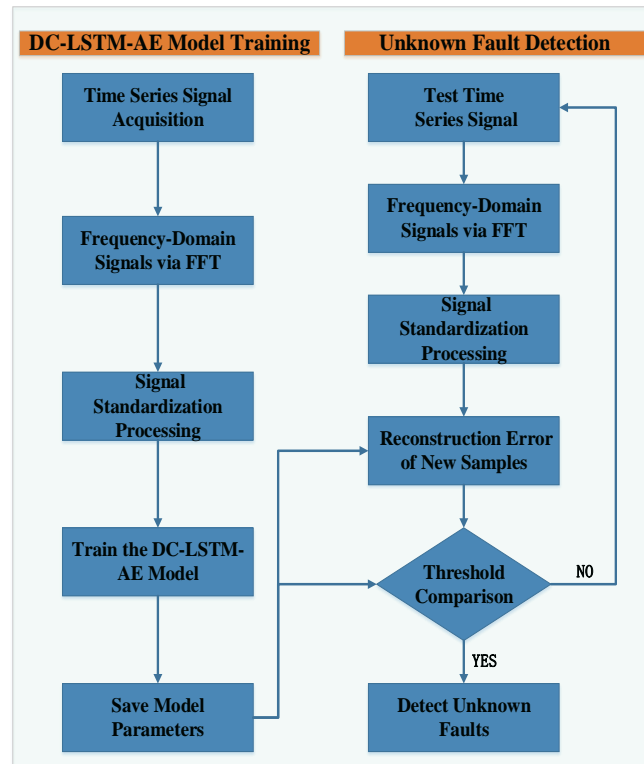 DC-LSTM-AE Model Training
Time Series Signal
Acquisition
Frequency-Domain
Signals via FFT
Signal
Standardization
Processing
Train the DC-LSTM-
AE Model
Save Model
Parameters
Unknown Fault Detection
Test Time
Series Signal
Frequency-Domain
Signals via FFT
Signal
Standardization
Processing
Reconstruction Error
of New Samples
Threshold
Comparison
NO
YES
Detect Unknown
Faults